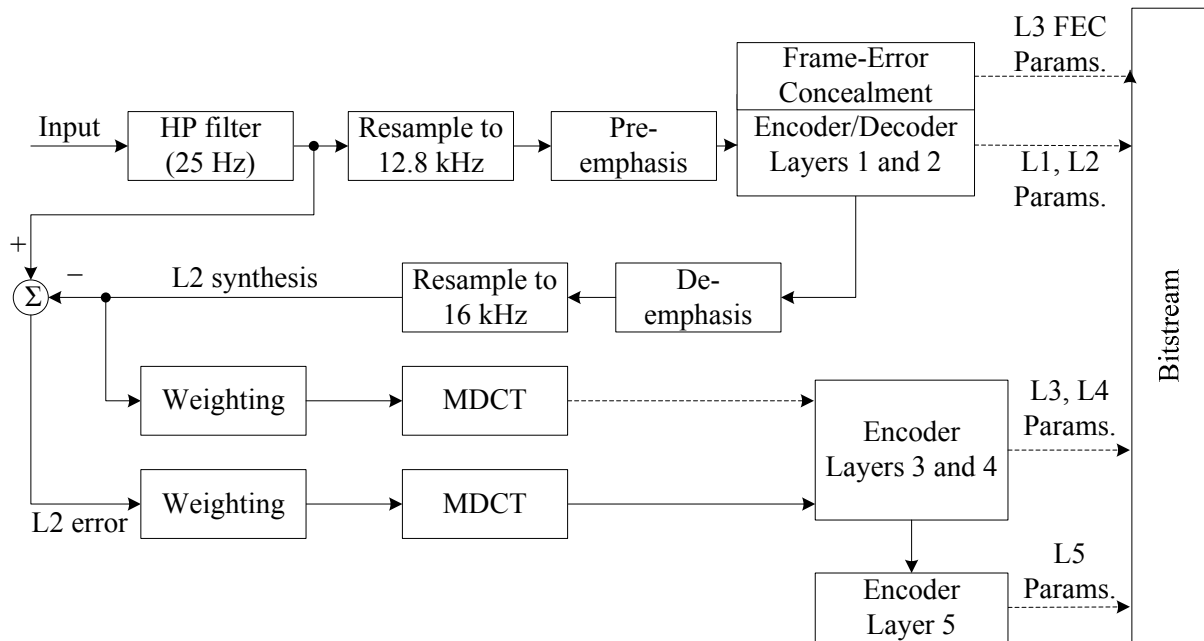 L3 FEC
Params.
Frame-Error
Concealment
Input
HP filter
(25 Hz)
Resample to
12.8 kHz
Pre-
emphasis
Encoder/Decoder
Layers 1 and 2
L1, L2
Params.
+
−
Σ
L2 synthesis
Resample to
16 kHz
De-
emphasis
Bitstream
Weighting
MDCT
L3, L4
Params.
Encoder
Layers 3 and 4
Weighting
MDCT
L2 error
L5
Params.
Encoder
Layer 5